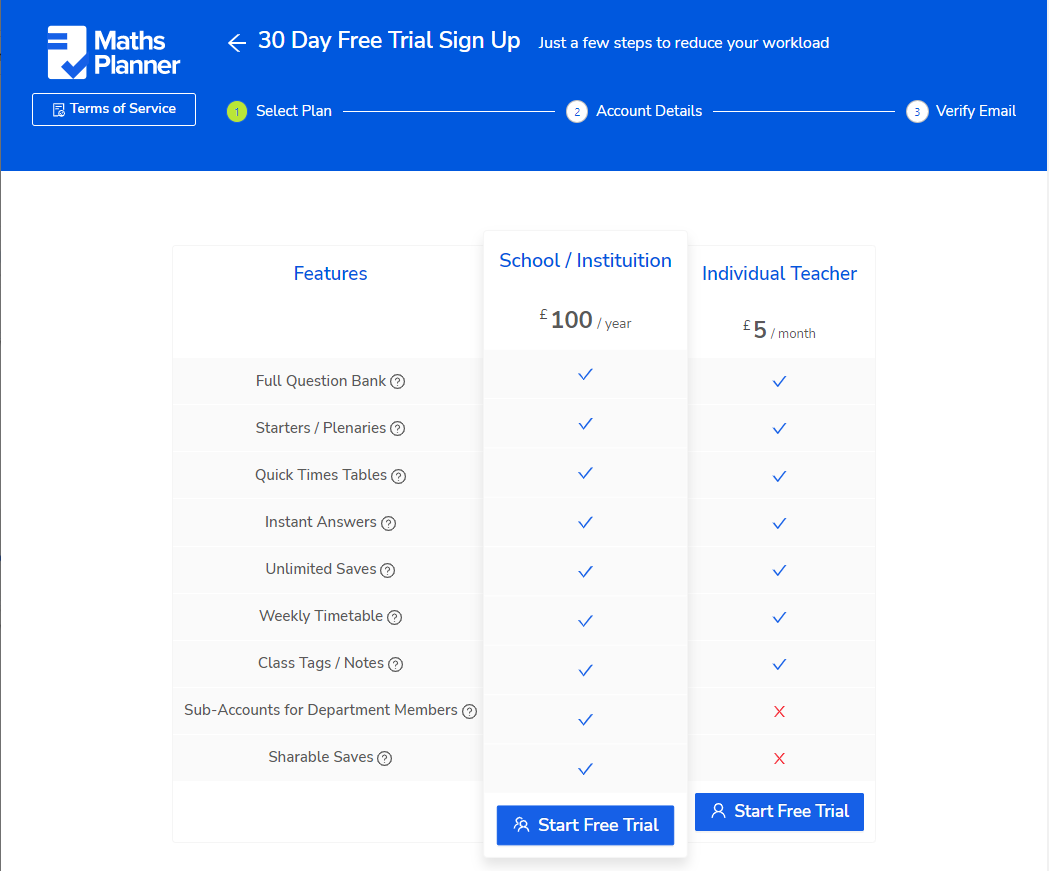 Maths
Planner
30 Day Free Trial Sign Up Just a few steps to reduce your workload
Terms of Service
1 Select Plan 2 Account Details 3 Verify Email
Features School / Instituition Individual Teacher
£100 / year £5 / month
Full Question Bank ?
Starters / Plenaries ?
Quick Times Tables ?
Instant Answers ?
Unlimited Saves ?
Weekly Timetable ?
Class Tags / Notes ?
Sub-Accounts for Department Members ?
Sharable Saves ?
Start Free Trial Start Free Trial